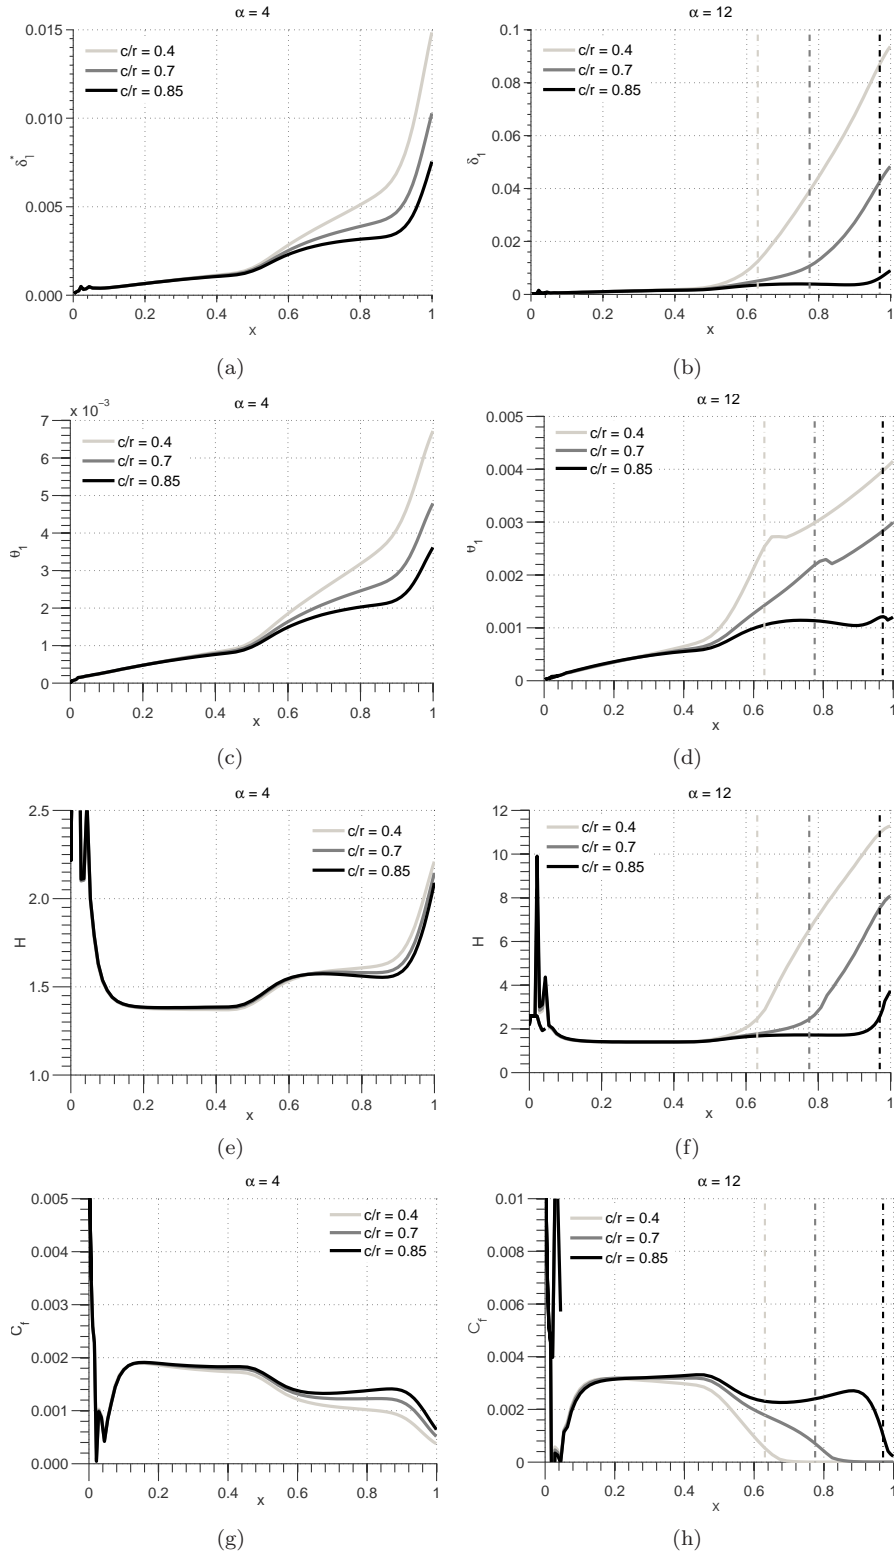 α = 4
c/r = 0.4
c/r = 0.7
c/r = 0.85
0.015
0.010
0.005
0.000
δ*1
0 0.2 0.4 0.6 0.8 1
x
(a)
α = 12
c/r = 0.4
c/r = 0.7
c/r = 0.85
0.1
0.08
0.06
0.04
0.02
0
δ1
0 0.2 0.4 0.6 0.8 1
x
(b)
α = 4
x 10−3
c/r = 0.4
c/r = 0.7
c/r = 0.85
7
6
5
4
3
2
1
0
θ1
0 0.2 0.4 0.6 0.8 1
x
(c)
α = 12
c/r = 0.4
c/r = 0.7
c/r = 0.85
0.005
0.004
0.003
0.002
0.001
0
θ1
0 0.2 0.4 0.6 0.8 1
x
(d)
α = 4
c/r = 0.4
c/r = 0.7
c/r = 0.85
2.5
2.0
1.5
1.0
H
0 0.2 0.4 0.6 0.8 1
x
(e)
α = 12
c/r = 0.4
c/r = 0.7
c/r = 0.85
12
10
8
6
4
2
0
H
0 0.2 0.4 0.6 0.8 1
x
(f)
α = 4
c/r = 0.4
c/r = 0.7
c/r = 0.85
0.005
0.004
0.003
0.002
0.001
0.000
Cf
0 0.2 0.4 0.6 0.8 1
x
(g)
α = 12
c/r = 0.4
c/r = 0.7
c/r = 0.85
0.01
0.008
0.006
0.004
0.002
0
Cf
0 0.2 0.4 0.6 0.8 1
x
(h)